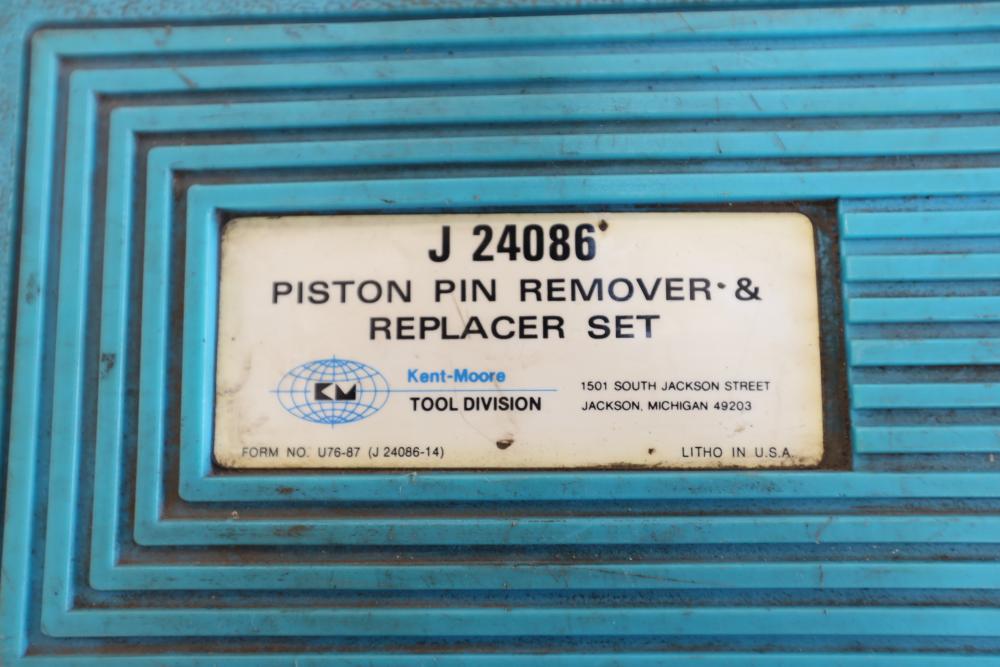 J 24086
PISTON PIN REMOVER &
REPLACER SET
KM
Kent-Moore
TOOL DIVISION
1501 SOUTH JACKSON STREET
JACKSON, MICHIGAN 49203
FORM NO. U76-87 (J 24086-14)
LITHO IN U.S.A.